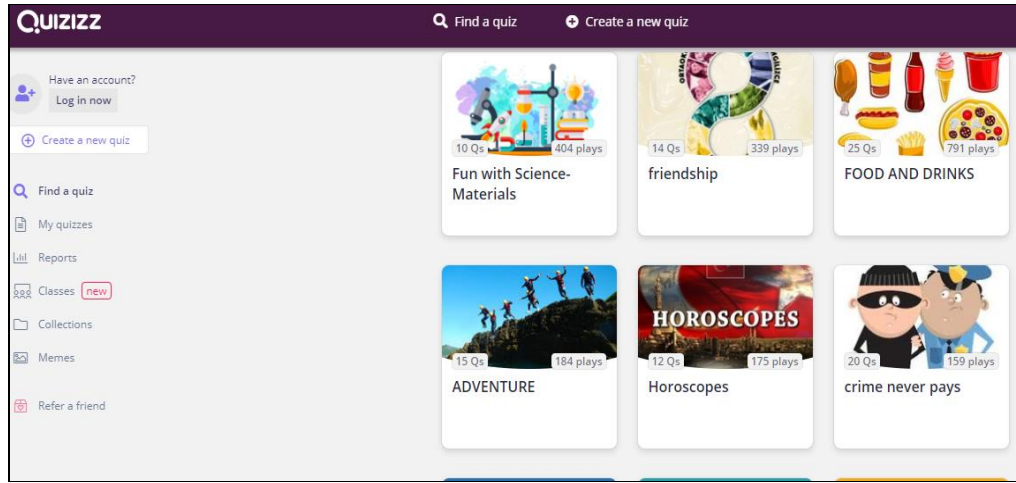 QUIZIZZ
Find a quiz
Create a new quiz
Have an account?
Log in now
Create a new quiz
Find a quiz
My quizzes
Reports
Classes new
Collections
Memes
Refer a friend
10 Qs 404 plays
Fun with Science-
Materials
14 Qs 339 plays
friendship
25 Qs 791 plays
FOOD AND DRINKS
15 Qs 184 plays
ADVENTURE
HOROSCOPES
12 Qs 175 plays
Horoscopes
20 Qs 159 plays
crime never pays